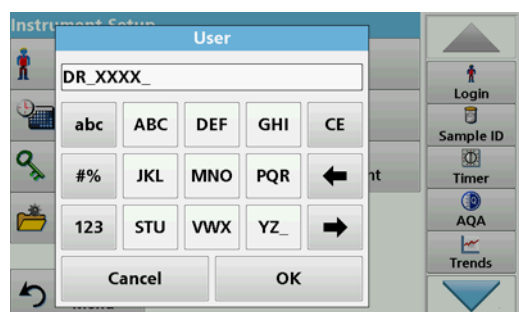 Instrument Setup
User
DR_XXXX_
abc ABC DEF GHI CE
#% JKL MNO PQR
123 STU VWX YZ_
Cancel OK
Login
Sample ID
Timer
AQA
Trends
Menu